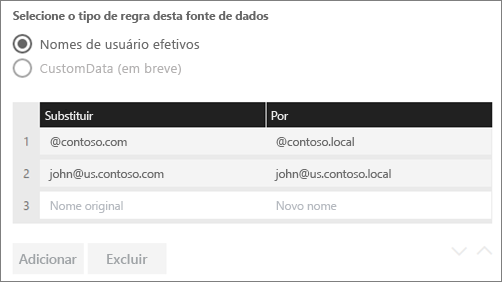 Selecione o tipo de regra desta fonte de dados
Nomes de usuário efetivos
CustomData (em breve)
Substituir Por
1 @contoso.com @contoso.local
2 john@us.contoso.com john@us.contoso.local
3 Nome original Novo nome
Adicionar Excluir